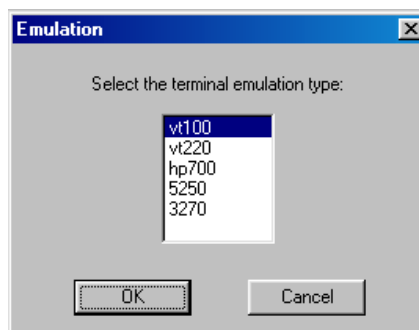 Emulation
Select the terminal emulation type:
vt100
vt220
hp700
5250
3270
OK
Cancel